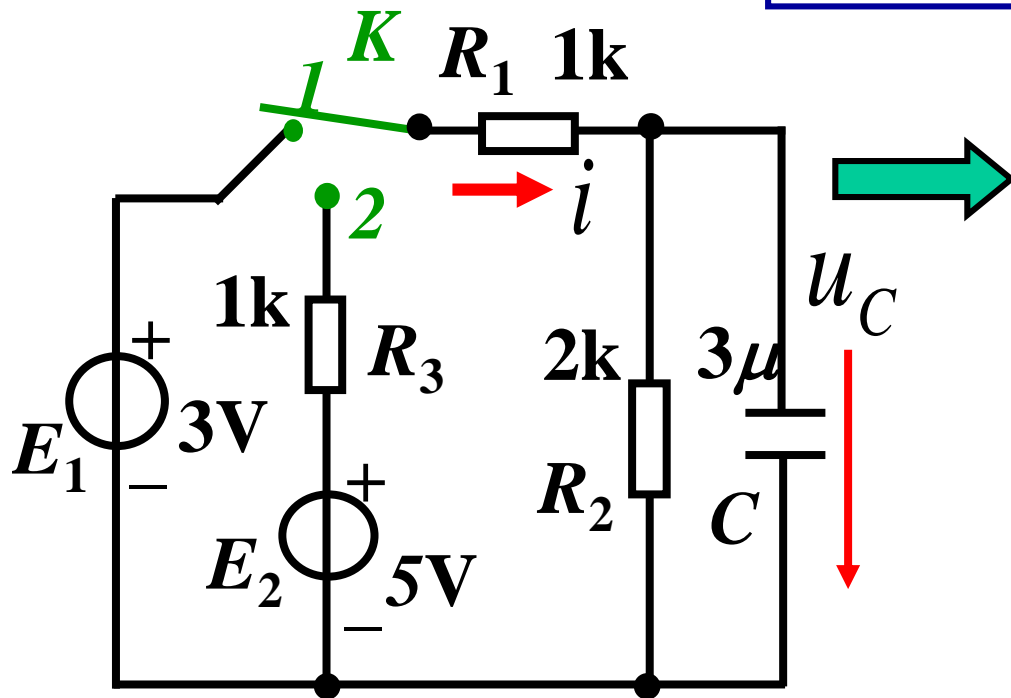 K
1
R1 1k
i
2
uC
1k
R3
2k
3μ
+
3V
E1
−
+
R2
C
E2
5V
−